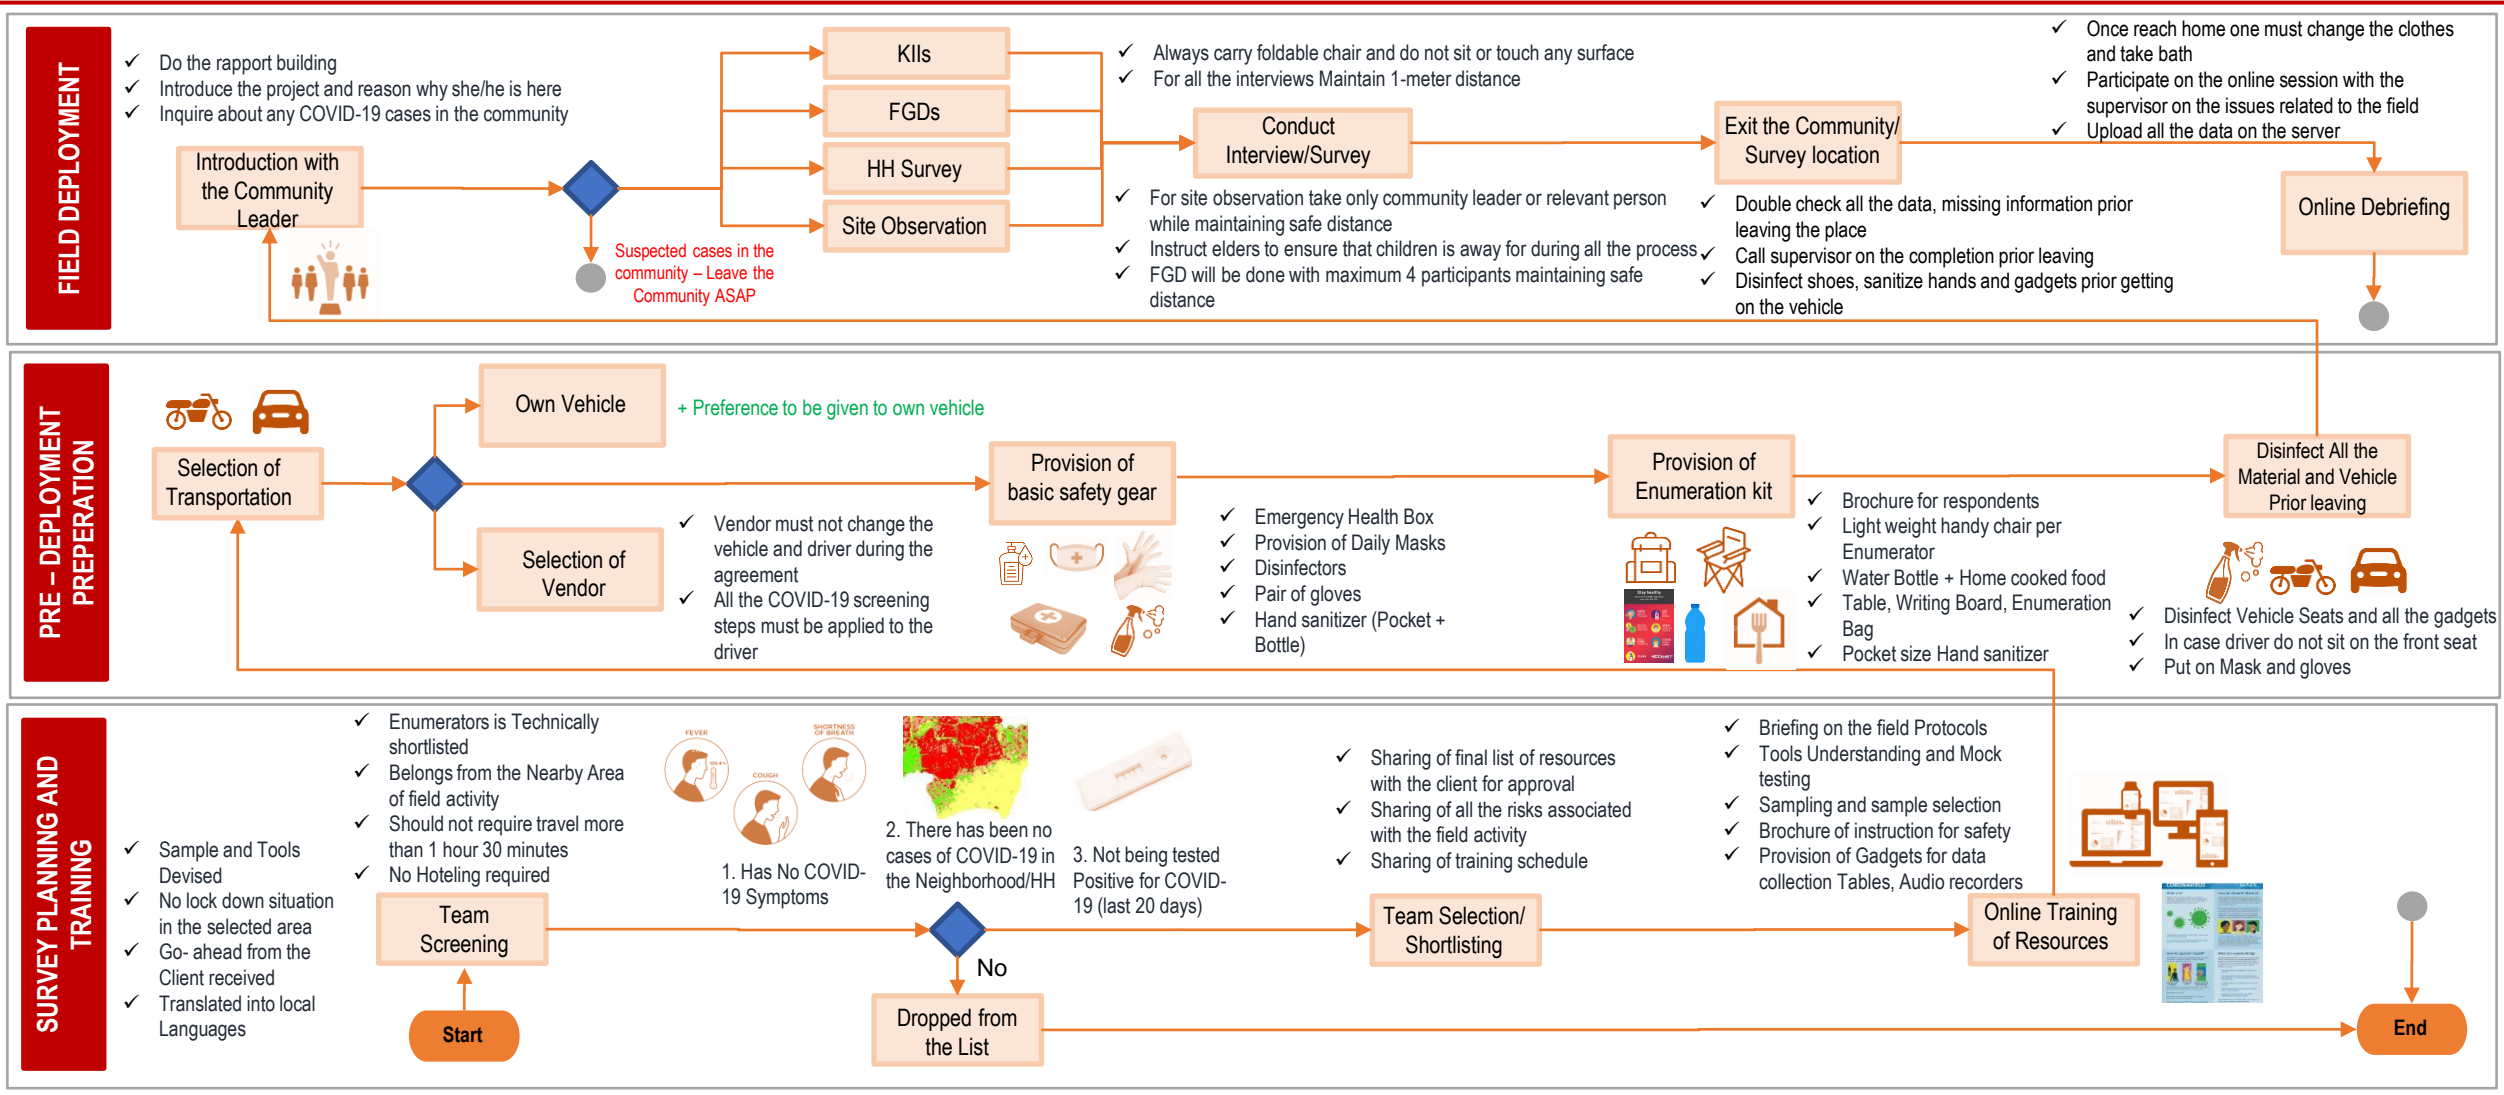 FIELD DEPLOYMENT
✓ Do the rapport building
✓ Introduce the project and reason why she/he is here
✓ Inquire about any COVID-19 cases in the community
Introduction with
the Community
Leader
Suspected cases in the
community – Leave the
Community ASAP
KIIs
FGDs
HH Survey
Site Observation
✓ Always carry foldable chair and do not sit or touch any surface
✓ For all the interviews Maintain 1-meter distance
Conduct
Interview/Survey
✓ For site observation take only community leader or relevant person
while maintaining safe distance
✓ Instruct elders to ensure that children is away for during all the process
✓ FGD will be done with maximum 4 participants maintaining safe
distance
Exit the Community/
Survey location
✓ Double check all the data, missing information prior
leaving the place
✓ Call supervisor on the completion prior leaving
✓ Disinfect shoes, sanitize hands and gadgets prior getting
on the vehicle
✓ Once reach home one must change the clothes
and take bath
✓ Participate on the online session with the
supervisor on the issues related to the field
✓ Upload all the data on the server
Online Debriefing
PRE – DEPLOYMENT
PREPERATION
Selection of
Transportation
Own Vehicle
+ Preference to be given to own vehicle
Selection of
Vendor
✓ Vendor must not change the
vehicle and driver during the
agreement
✓ All the COVID-19 screening
steps must be applied to the
driver
Provision of
basic safety gear
✓ Emergency Health Box
✓ Provision of Daily Masks
✓ Disinfectors
✓ Pair of gloves
✓ Hand sanitizer (Pocket +
Bottle)
Provision of
Enumeration kit
Stay healthy
✓ Brochure for respondents
✓ Light weight handy chair per
Enumerator
✓ Water Bottle + Home cooked food
✓ Table, Writing Board, Enumeration
Bag
✓ Pocket size Hand sanitizer
Disinfect All the
Material and Vehicle
Prior leaving
✓ Disinfect Vehicle Seats and all the gadgets
✓ In case driver do not sit on the front seat
✓ Put on Mask and gloves
SURVEY PLANNING AND
TRAINING
✓ Sample and Tools
Devised
✓ No lock down situation
in the selected area
✓ Go- ahead from the
Client received
✓ Translated into local
Languages
✓ Enumerators is Technically
shortlisted
✓ Belongs from the Nearby Area
of field activity
✓ Should not require travel more
than 1 hour 30 minutes
✓ No Hoteling required
Team
Screening
Start
FEVER
COUGH
SHORTNESS
OF BREATH
1. Has No COVID-
19 Symptoms
2. There has been no
cases of COVID-19 in
the Neighborhood/HH
3. Not being tested
Positive for COVID-
19 (last 20 days)
No
Dropped from
the List
✓ Sharing of final list of resources
with the client for approval
✓ Sharing of all the risks associated
with the field activity
✓ Sharing of training schedule
Team Selection/
Shortlisting
✓ Briefing on the field Protocols
✓ Tools Understanding and Mock
testing
✓ Sampling and sample selection
✓ Brochure of instruction for safety
✓ Provision of Gadgets for data
collection Tables, Audio recorders
Online Training
of Resources
CORONAVIRUS
End